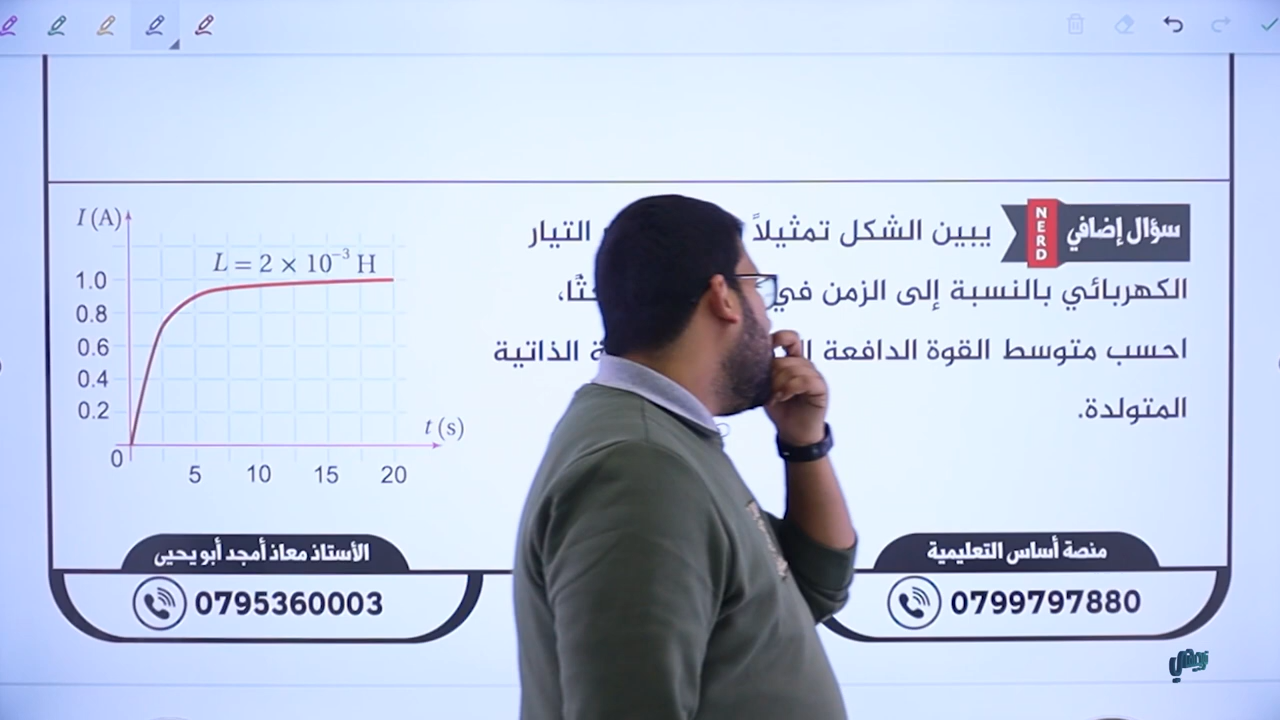 سؤال إضافي NERD يبين الشكل تمثيلاً التيار
الكهربائي بالنسبة إلى الزمن في
احسب متوسط القوة الدافعة الذاتية
المتولدة.
I (A)
L = 2 × 10⁻³ H
1.0
0.8
0.6
0.4
0.2
0
5 10 15 20
t (s)
منصة أساس التعليمية
0799797880
الأستاذ معاذ أمجد أبو يحيى
0795360003